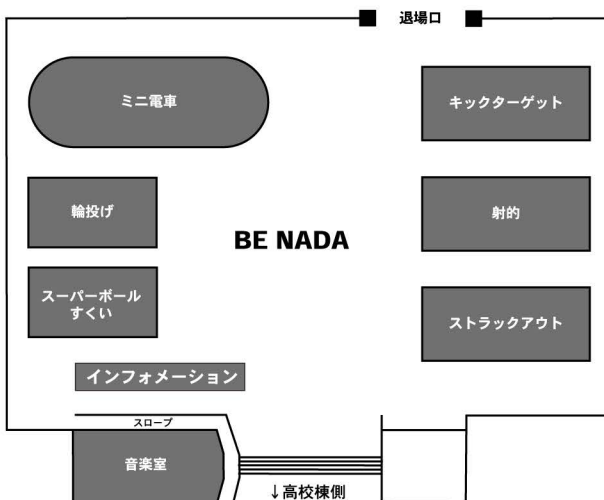 退場口
ミニ電車
キックターゲット
輪投げ
射的
BE NADA
スーパーボール
すくい
ストラックアウト
インフォメーション
スロープ
音楽室
↓高校棟側